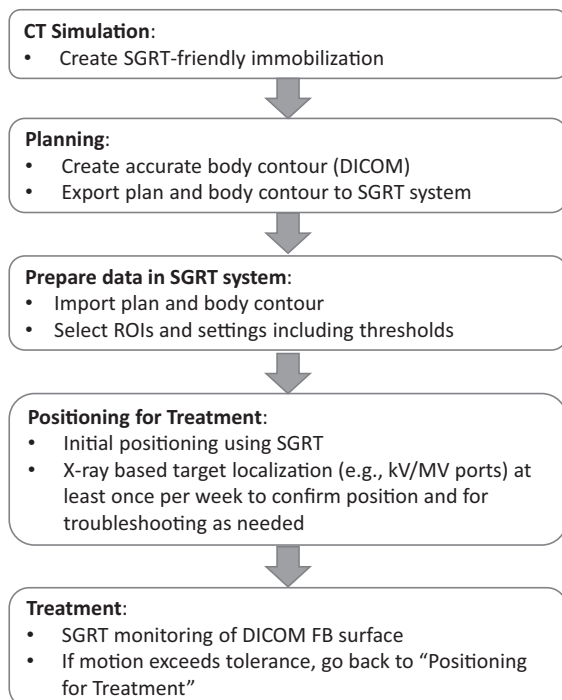 CT Simulation:
• Create SGRT-friendly immobilization
Planning:
• Create accurate body contour (DICOM)
• Export plan and body contour to SGRT system
Prepare data in SGRT system:
• Import plan and body contour
• Select ROIs and settings including thresholds
Positioning for Treatment:
• Initial positioning using SGRT
• X-ray based target localization (e.g., kV/MV ports) at
least once per week to confirm position and for
troubleshooting as needed
Treatment:
• SGRT monitoring of DICOM FB surface
• If motion exceeds tolerance, go back to “Positioning
for Treatment”